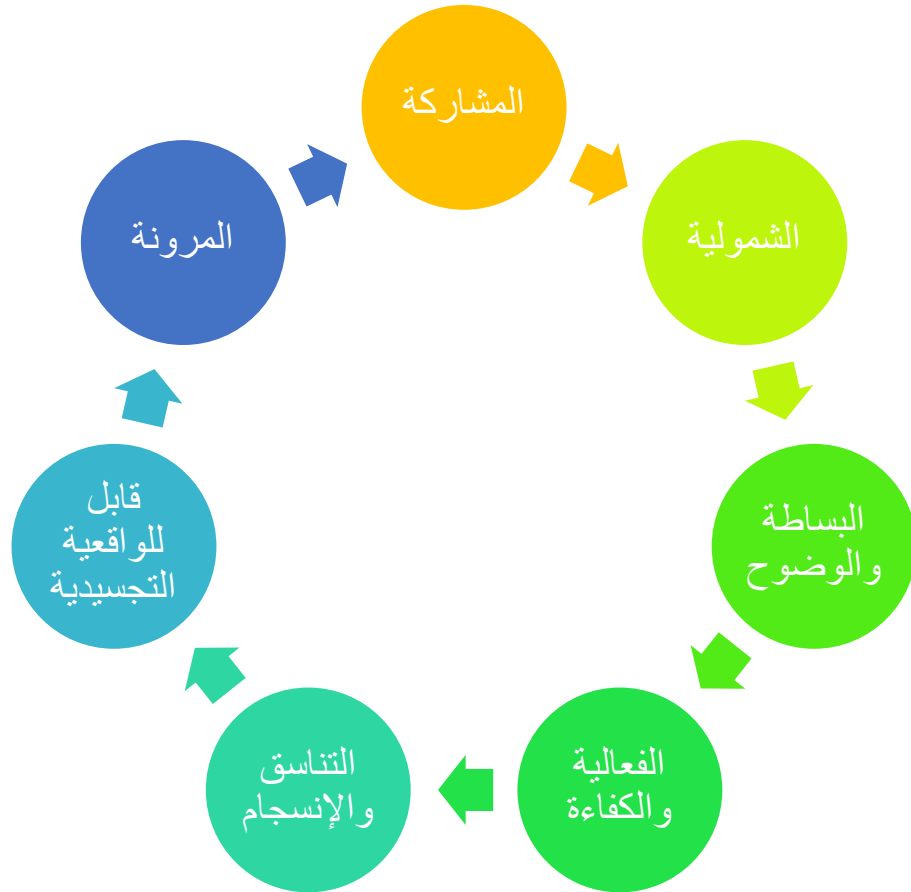 المشاركة
الشمولية
البساطة
والوضوح
الفعالية
والكفاءة
التناسق
والإنسجام
قابل
للواقعية
التجسيدية
المرونة